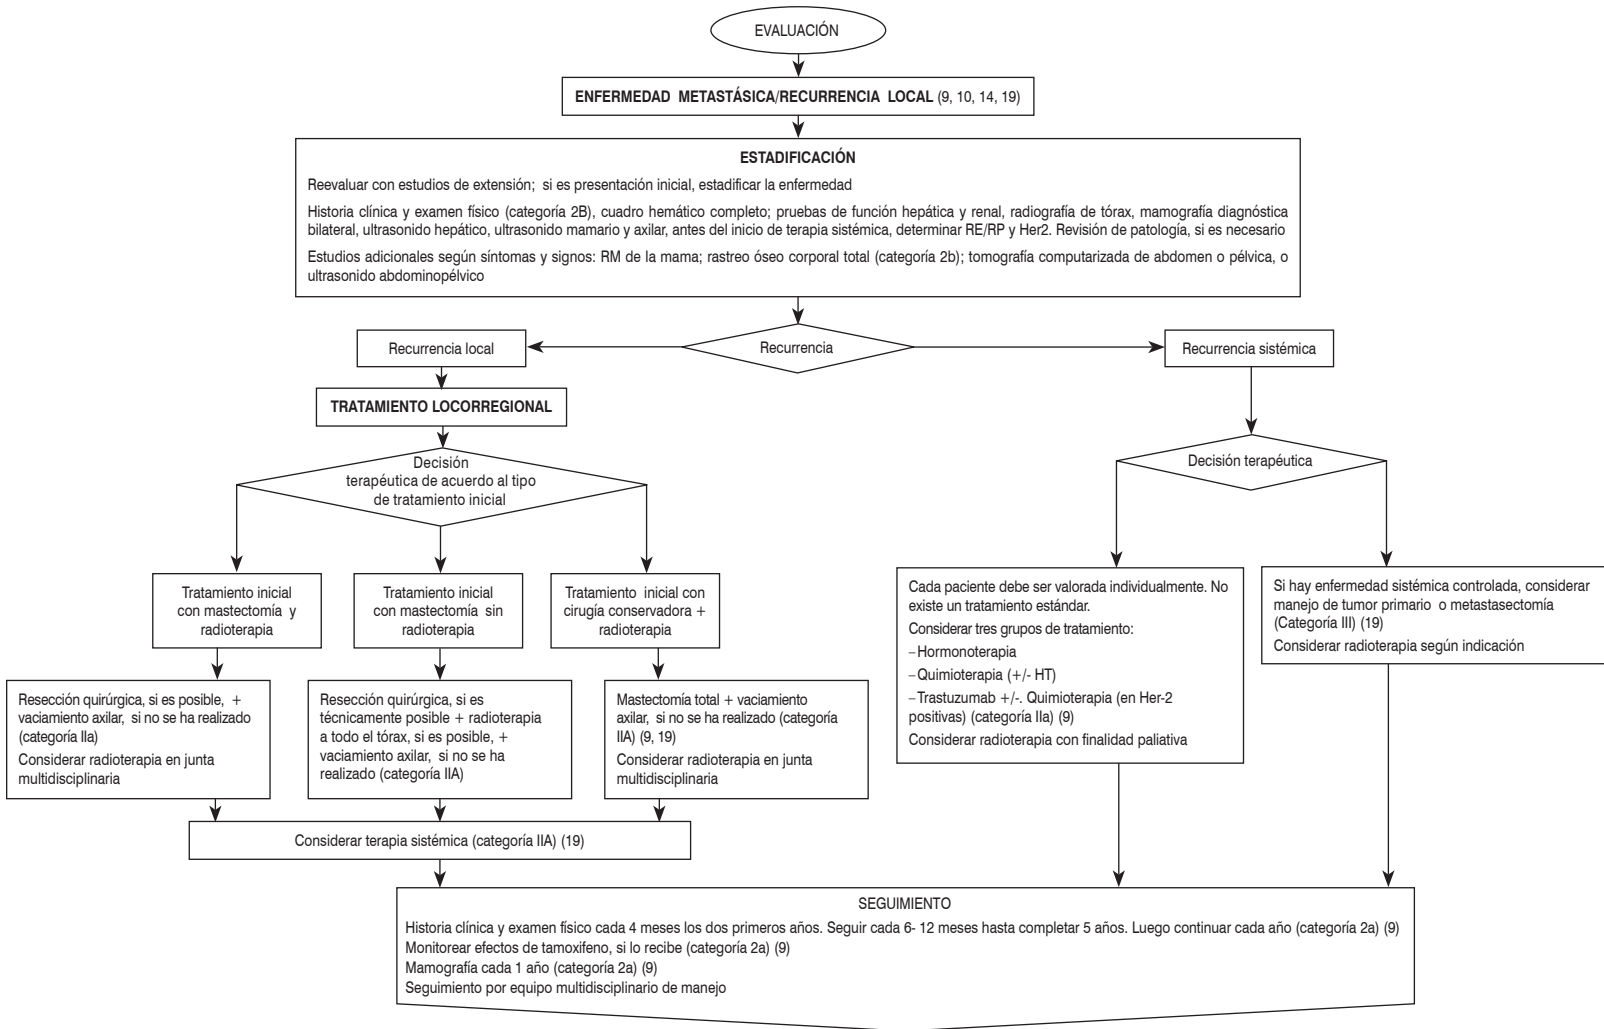 EVALUACIÓN
ENFERMEDAD METASTÁSICA/RECURRENCIA LOCAL (9, 10, 14, 19)
ESTADIFICACIÓN
Reevaluar con estudios de extensión; si es presentación inicial, estadificar la enfermedad
Historia clínica y examen físico (categoría 2B), cuadro hemático completo; pruebas de función hepática y renal, radiografía de tórax, mamografía diagnóstica
bilateral, ultrasonido hepático, ultrasonido mamario y axilar, antes del inicio de terapia sistémica, determinar RE/RP y Her2. Revisión de patología, si es necesario
Estudios adicionales según síntomas y signos: RM de la mama; rastreo óseo corporal total (categoría 2b); tomografía computarizada de abdomen o pélvica, o
ultrasonido abdominopélvico
Recurrencia local
Recurrencia
Recurrencia sistémica
TRATAMIENTO LOCORREGIONAL
Decisión
terapéutica de acuerdo al tipo
de tratamiento inicial
Decisión terapéutica
Tratamiento inicial
con mastectomía y
radioterapia
Tratamiento inicial
con mastectomía sin
radioterapia
Tratamiento inicial con
cirugía conservadora +
radioterapia
Resección quirúrgica, si es posible, +
vaciamiento axilar, si no se ha realizado
(categoría IIa)
Considerar radioterapia en junta
multidisciplinaria
Resección quirúrgica, si es
técnicamente posible + radioterapia
a todo el tórax, si es posible, +
vaciamiento axilar, si no se ha
realizado (categoría IIA)
Mastectomía total + vaciamiento
axilar, si no se ha realizado (categoría
IIA) (9, 19)
Considerar radioterapia en junta
multidisciplinaria
Cada paciente debe ser valorada individualmente. No
existe un tratamiento estándar.
Considerar tres grupos de tratamiento:
–Hormonoterapia
–Quimioterapia (+/- HT)
–Trastuzumab +/-. Quimioterapia (en Her-2
positivas) (categoría IIa) (9)
Considerar radioterapia con finalidad paliativa
Si hay enfermedad sistémica controlada, considerar
manejo de tumor primario o metastasectomía
(Categoría III) (19)
Considerar radioterapia según indicación
Considerar terapia sistémica (categoría IIA) (19)
SEGUIMIENTO
Historia clínica y examen físico cada 4 meses los dos primeros años. Seguir cada 6- 12 meses hasta completar 5 años. Luego continuar cada año (categoría 2a) (9)
Monitorear efectos de tamoxifeno, si lo recibe (categoría 2a) (9)
Mamografía cada 1 año (categoría 2a) (9)
Seguimiento por equipo multidisciplinario de manejo